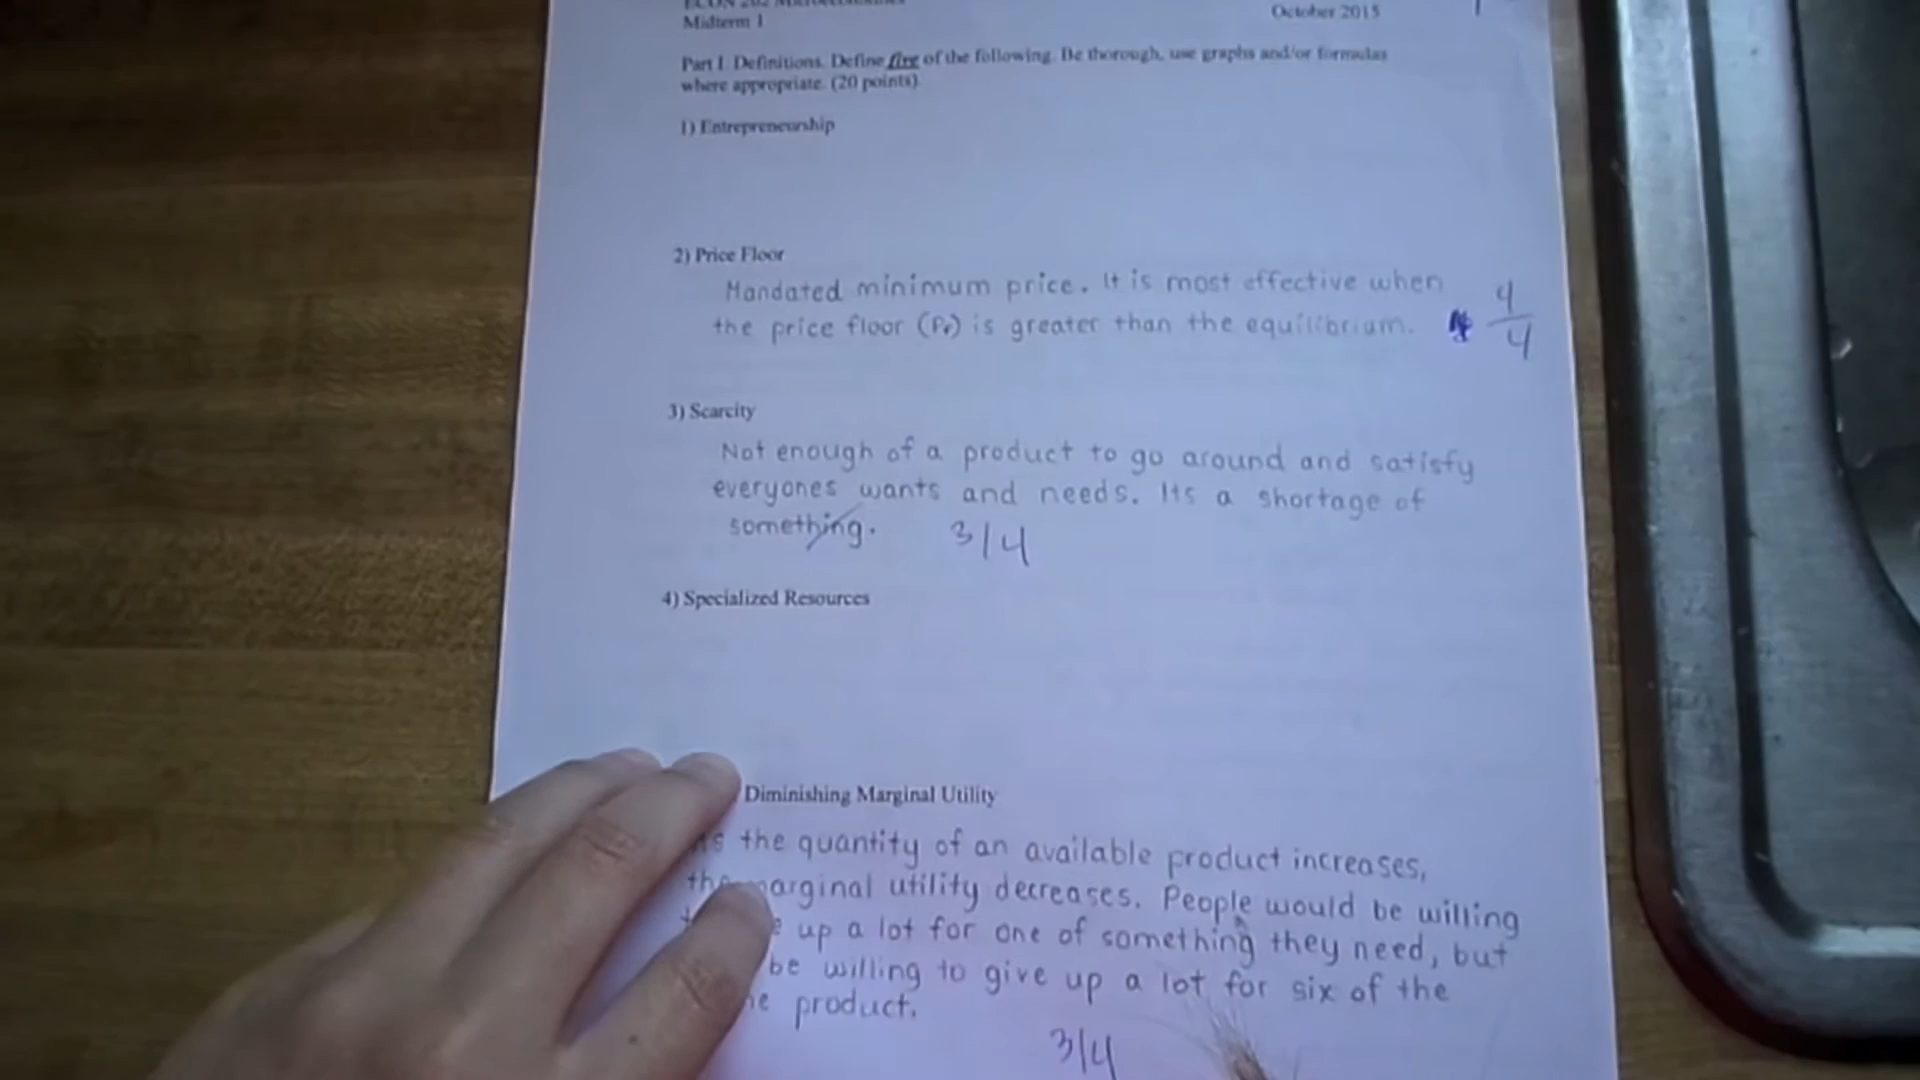 ECON 202 Microeconomics
Midterm 1
October 2015
Part I. Definitions. Define five of the following. Be thorough, use graphs and/or formulas
where appropriate. (20 points)
1) Entrepreneurship
2) Price Floor
Mandated minimum price. It is most effective when
the price floor (PF) is greater than the equilibrium.
4/4
3) Scarcity
Not enough of a product to go around and satisfy
everyones wants and needs. Its a shortage of
something.
3/4
4) Specialized Resources
Diminishing Marginal Utility
the quantity of an available product increases,
the marginal utility decreases. People would be willing
up a lot for one of something they need, but
be willing to give up a lot for six of the
product.
3/4